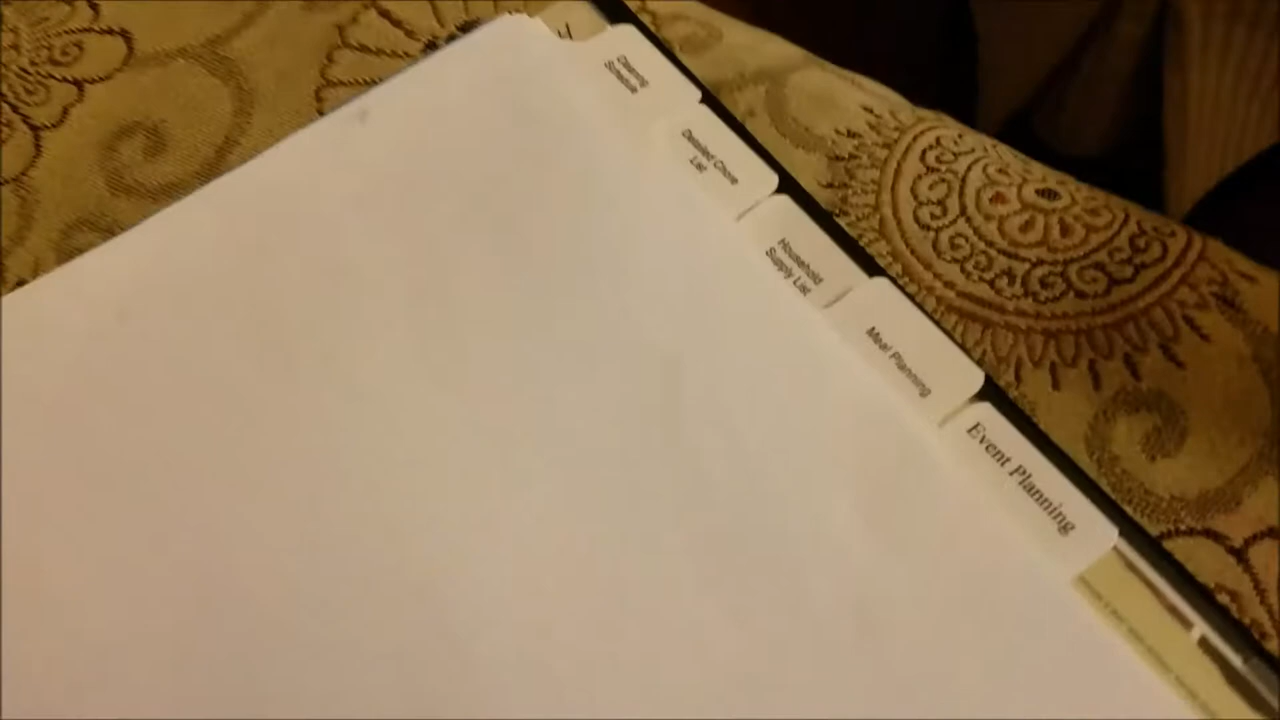 Cleaning
Schedule
Detailed Chore
List
Household
Supply List
Meal Planning
Event Planning